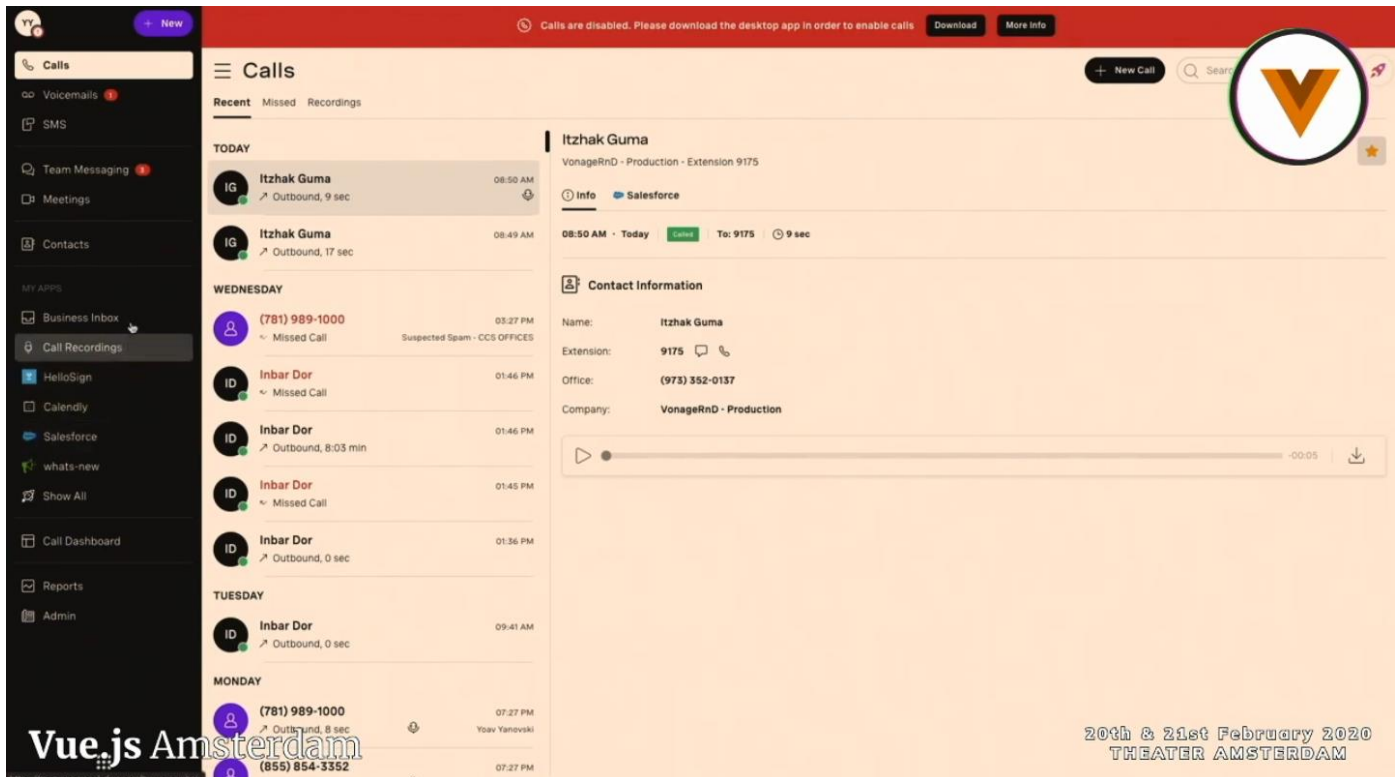 YY
+ New
Calls are disabled. Please download the desktop app in order to enable calls
Download
More Info
Calls
Voicemails 1
SMS
Team Messaging
Meetings
Contacts
MY APPS
Business Inbox
Call Recordings
HelloSign
Calendly
Salesforce
whats-new
Show All
Call Dashboard
Reports
Admin
Calls
+ New Call
Recent Missed Recordings
TODAY
IG
Itzhak Guma 08:50 AM
Outbound, 9 sec
IG
Itzhak Guma 08:49 AM
Outbound, 17 sec
WEDNESDAY
(781) 989-1000 03:27 PM
Missed Call Suspected Spam - CCS OFFICES
ID
Inbar Dor 01:46 PM
Missed Call
ID
Inbar Dor 01:46 PM
Outbound, 8:03 min
ID
Inbar Dor 01:45 PM
Missed Call
ID
Inbar Dor 01:36 PM
Outbound, 0 sec
TUESDAY
ID
Inbar Dor 09:41 AM
Outbound, 0 sec
MONDAY
(781) 989-1000 07:27 PM
Outbound, 8 sec Yoav Yanovski
(855) 854-3352 07:27 PM
Itzhak Guma
VonageRnD - Production - Extension 9175
Info Salesforce
08:50 AM · Today Called To: 9175 9 sec
Contact Information
Name: Itzhak Guma
Extension: 9175
Office: (973) 352-0137
Company: VonageRnD - Production
-00:05
Vue.js Amsterdam
20th & 21st February 2020
THEATER AMSTERDAM